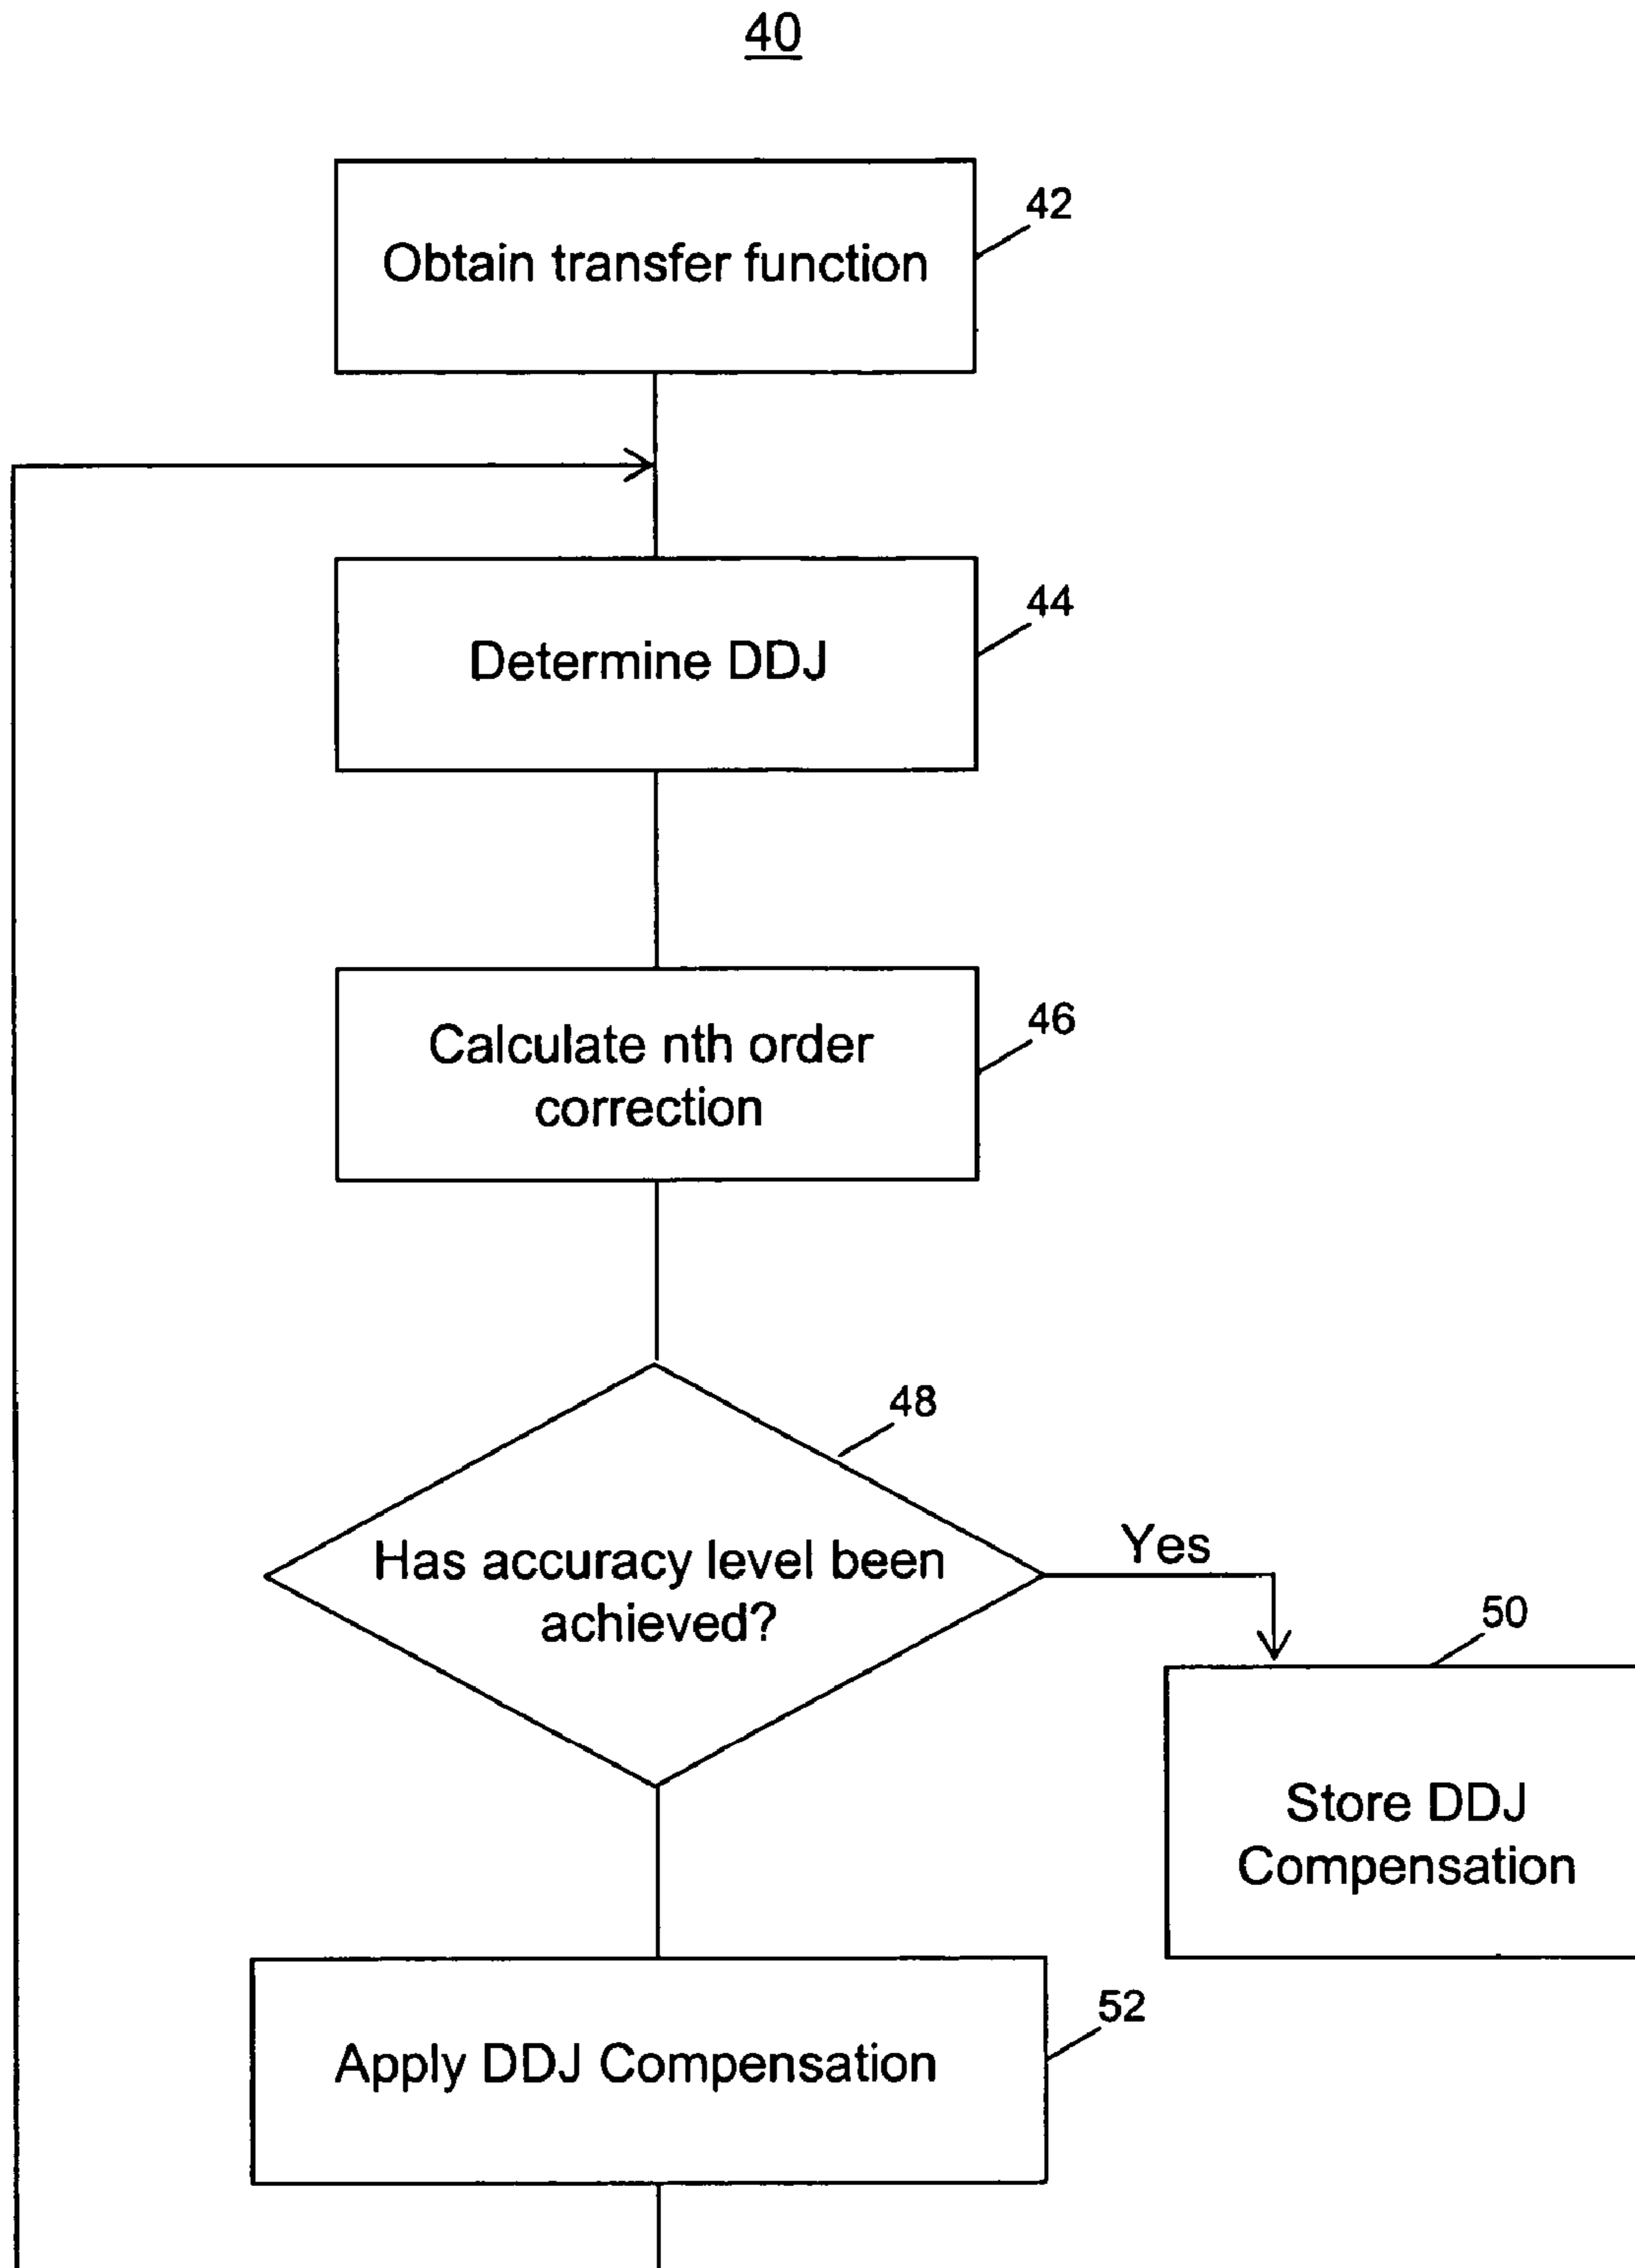 40
42
Obtain transfer function
44
Determine DDJ
46
Calculate nth order
correction
48
Has accuracy level been
achieved?
Yes
50
Store DDJ
Compensation
52
Apply DDJ Compensation